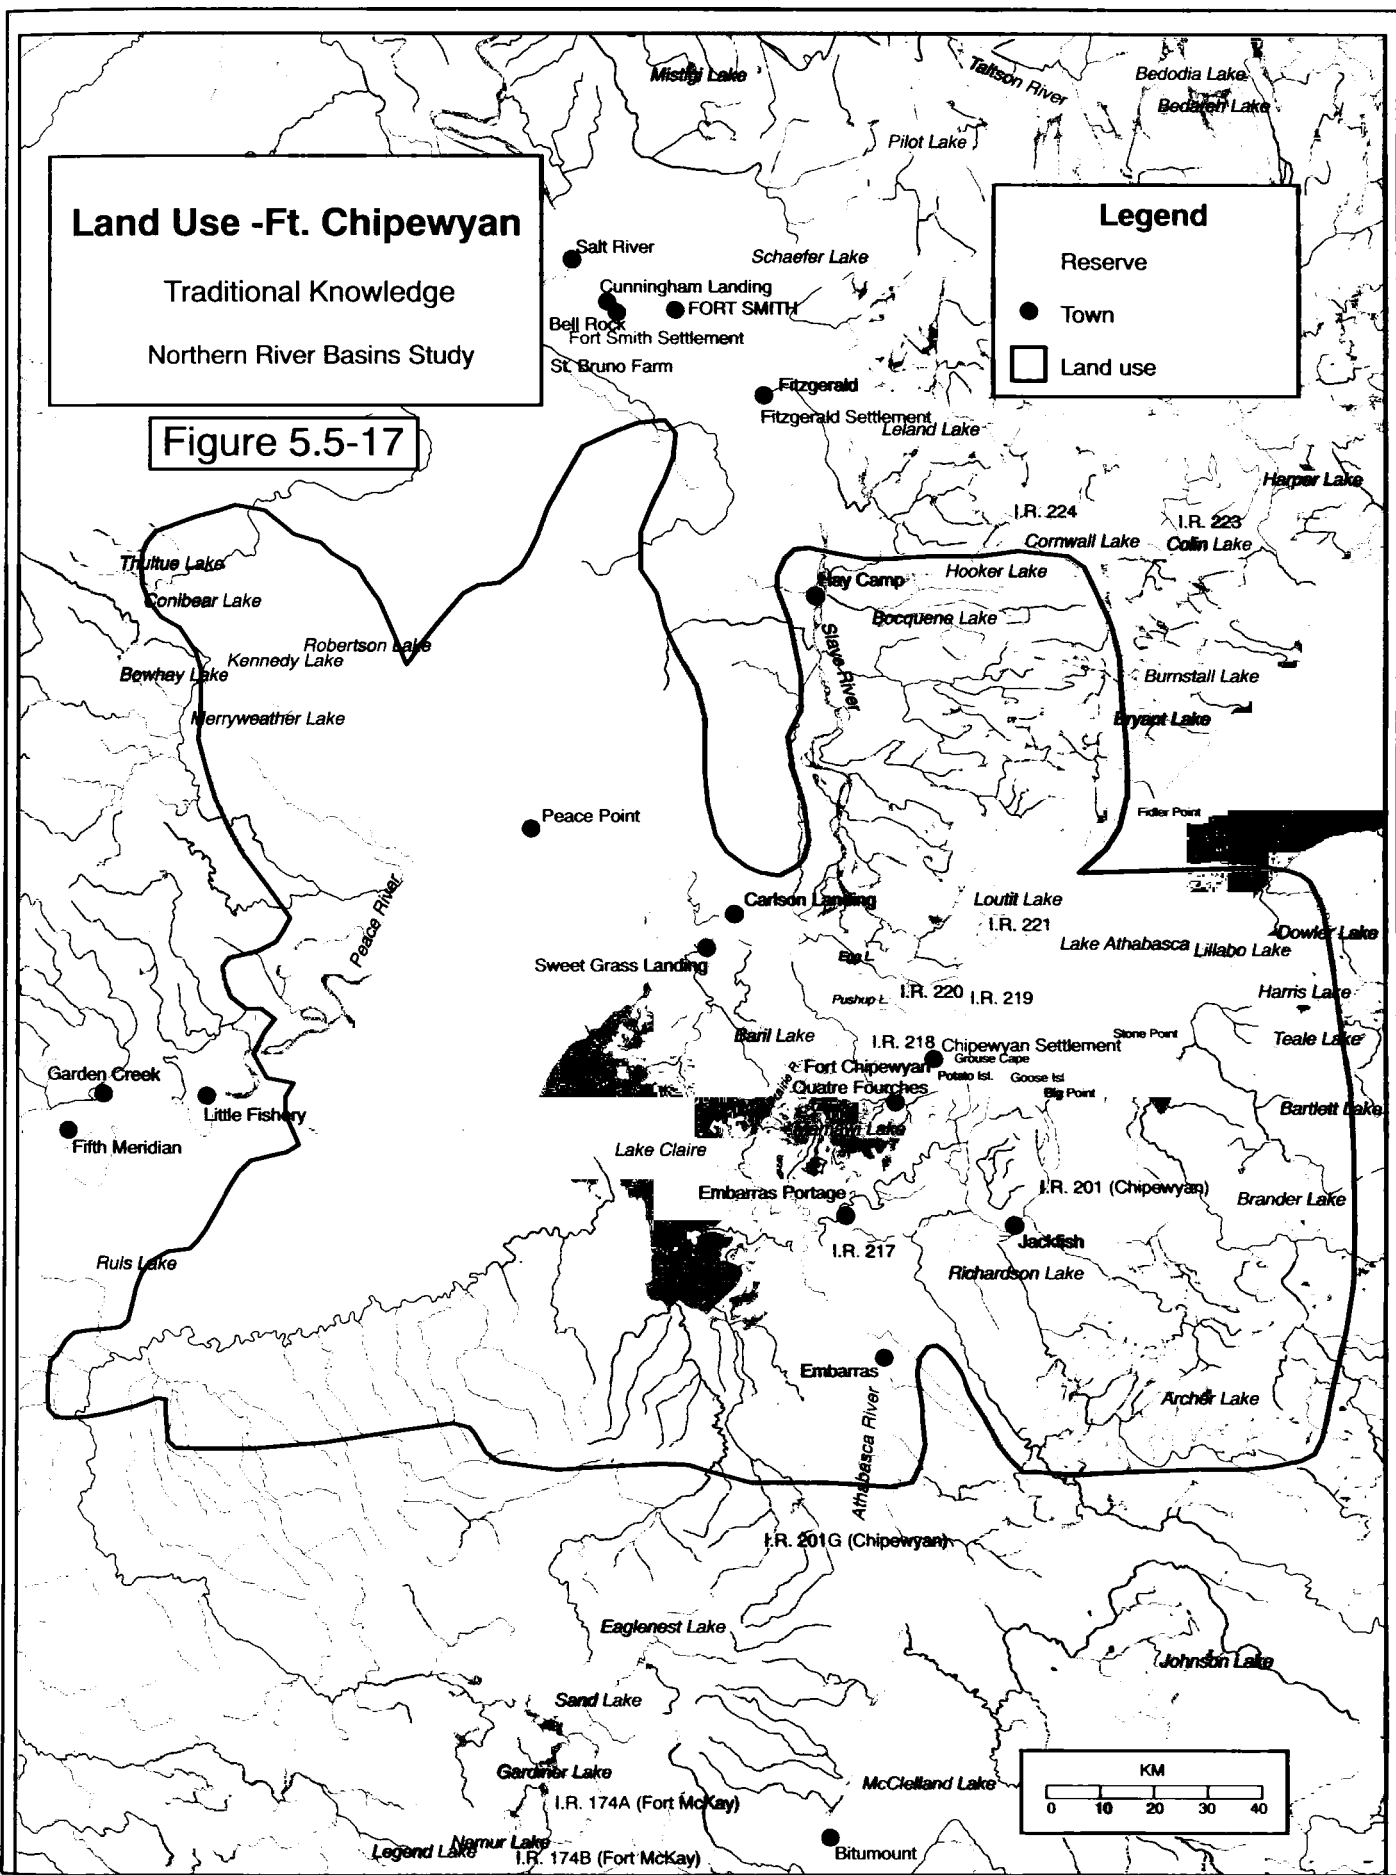 Mistigi Lake
Taltson River
Bedodia Lake
Bedareh Lake
Pilot Lake
Land Use -Ft. Chipewyan
Traditional Knowledge
Northern River Basins Study
Figure 5.5-17
Legend
Reserve
Town
Land use
Salt River
Schaefer Lake
Cunningham Landing
FORT SMITH
Bell Rock
Fort Smith Settlement
St. Bruno Farm
Fitzgerald
Fitzgerald Settlement
Leland Lake
Harper Lake
I.R. 224
I.R. 223
Cornwall Lake
Collin Lake
Thultue Lake
Hooker Lake
Hay Camp
Conibear Lake
Bocquene Lake
Robertson Lake
Kennedy Lake
Slave River
Bewhay Lake
Burnstall Lake
Merryweather Lake
Bryant Lake
Peace Point
Fidler Point
Peace River
Carlson Landing
Loutit Lake
I.R. 221
Dowler Lake
Lake Athabasca
Lillabo Lake
Egg L.
Sweet Grass Landing
Pushup L.
I.R. 220
I.R. 219
Harris Lake
Baril Lake
I.R. 218
Chipewyan Settlement
Stone Point
Teale Lake
Grouse Cape
Fort Chipewyan
Potato Isl.
Goose Isl.
Garden Creek
Quatre Fourches
Big Point
Little Fishery
Bartlett Lake
Mamawi Lake
Fifth Meridian
Lake Claire
Embarras Portage
I.R. 201 (Chipewyan)
Brander Lake
I.R. 217
Jackfish
Ruis Lake
Richardson Lake
Embarras
Archer Lake
Athabasca River
I.R. 201G (Chipewyan)
Eaglenest Lake
Johnson Lake
Sand Lake
Gardiner Lake
McClelland Lake
KM
0 10 20 30 40
I.R. 174A (Fort McKay)
Namur Lake
Legend Lake
I.R. 174B (Fort McKay)
Bitumount